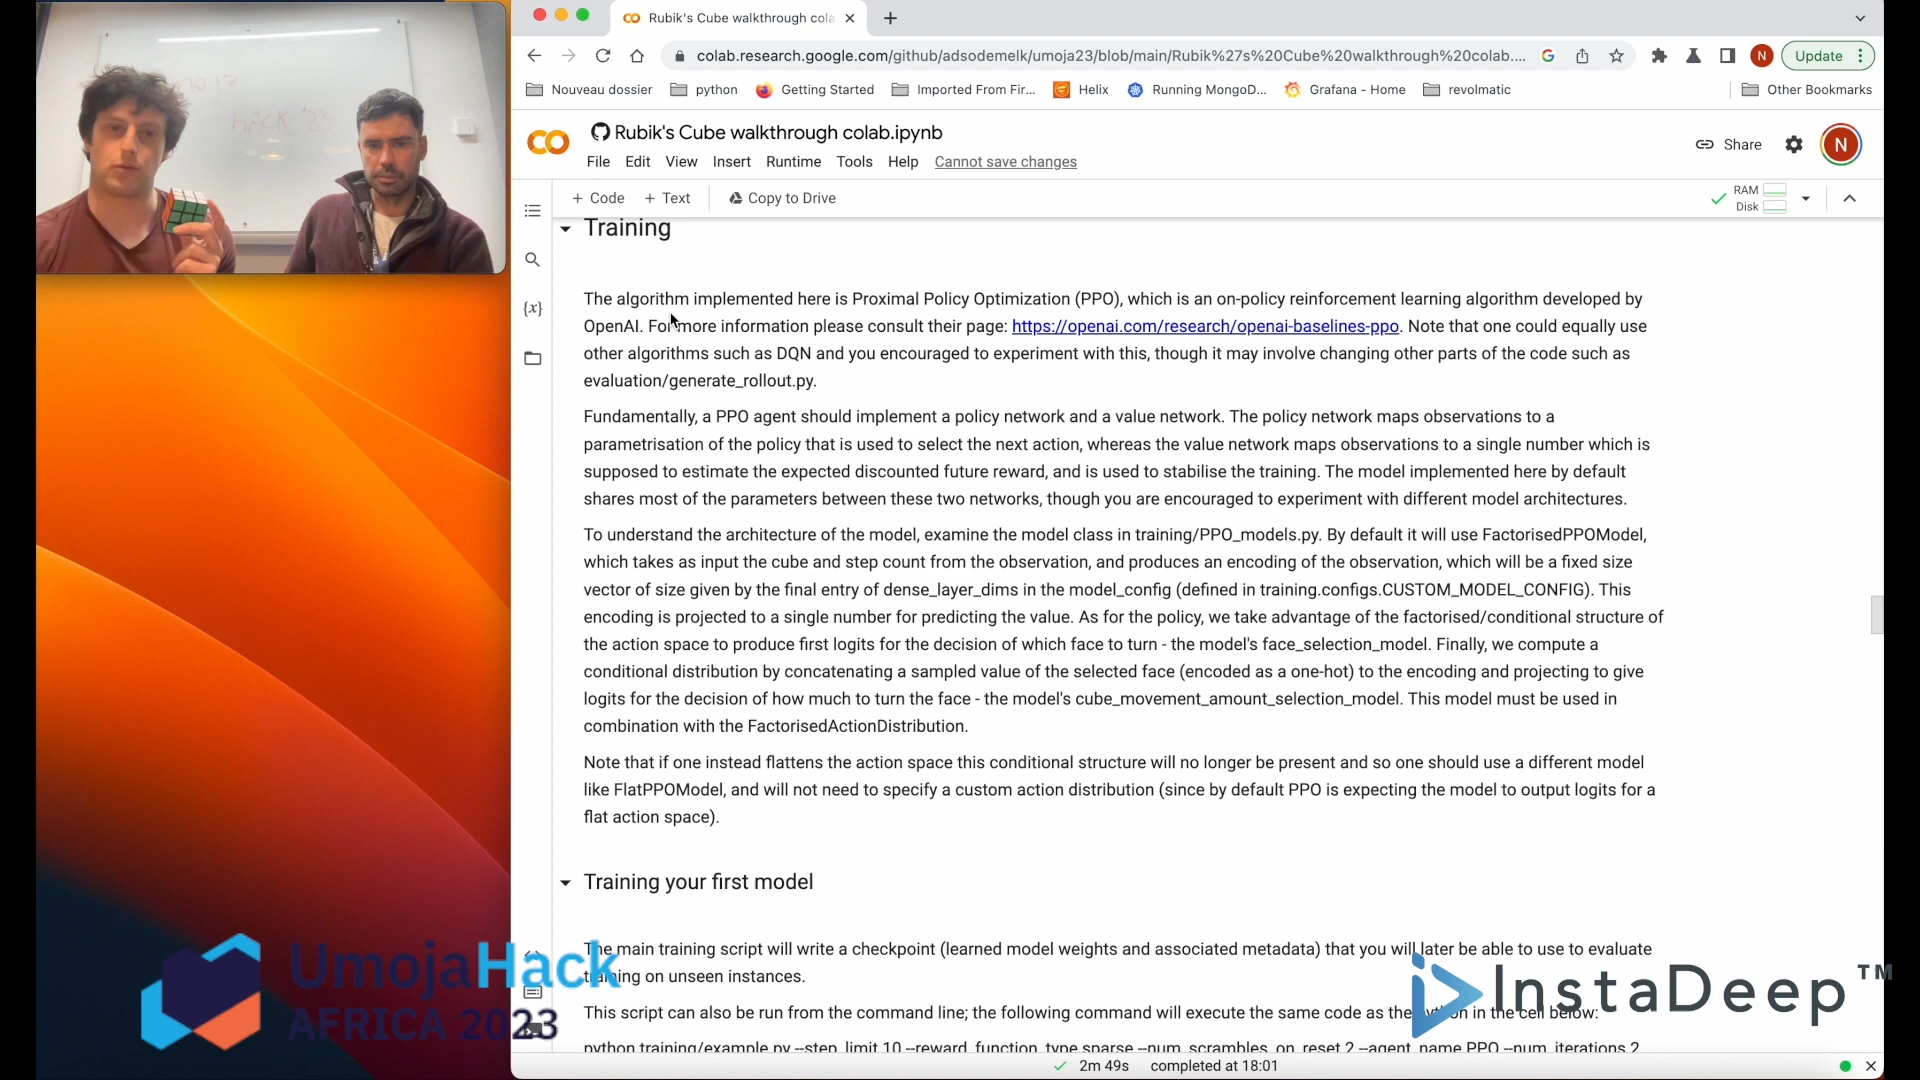 Rubik's Cube walkthrough cola
colab.research.google.com/github/adsodemelk/umoja23/blob/main/Rubik%27s%20Cube%20walkthrough%20colab....
N
Update
Nouveau dossier
python
Getting Started
Imported From Fir...
Helix
Running MongoD...
Grafana - Home
revolmatic
Other Bookmarks
Rubik's Cube walkthrough colab.ipynb
File Edit View Insert Runtime Tools Help Cannot save changes
Share
N
+ Code + Text Copy to Drive
RAM
Disk
HACK '23
Training
The algorithm implemented here is Proximal Policy Optimization (PPO), which is an on-policy reinforcement learning algorithm developed by
OpenAI. For more information please consult their page: https://openai.com/research/openai-baselines-ppo. Note that one could equally use
other algorithms such as DQN and you encouraged to experiment with this, though it may involve changing other parts of the code such as
evaluation/generate_rollout.py.
Fundamentally, a PPO agent should implement a policy network and a value network. The policy network maps observations to a
parametrisation of the policy that is used to select the next action, whereas the value network maps observations to a single number which is
supposed to estimate the expected discounted future reward, and is used to stabilise the training. The model implemented here by default
shares most of the parameters between these two networks, though you are encouraged to experiment with different model architectures.
To understand the architecture of the model, examine the model class in training/PPO_models.py. By default it will use FactorisedPPOModel,
which takes as input the cube and step count from the observation, and produces an encoding of the observation, which will be a fixed size
vector of size given by the final entry of dense_layer_dims in the model_config (defined in training.configs.CUSTOM_MODEL_CONFIG). This
encoding is projected to a single number for predicting the value. As for the policy, we take advantage of the factorised/conditional structure of
the action space to produce first logits for the decision of which face to turn - the model's face_selection_model. Finally, we compute a
conditional distribution by concatenating a sampled value of the selected face (encoded as a one-hot) to the encoding and projecting to give
logits for the decision of how much to turn the face - the model's cube_movement_amount_selection_model. This model must be used in
combination with the FactorisedActionDistribution.
Note that if one instead flattens the action space this conditional structure will no longer be present and so one should use a different model
like FlatPPOModel, and will not need to specify a custom action distribution (since by default PPO is expecting the model to output logits for a
flat action space).
Training your first model
The main training script will write a checkpoint (learned model weights and associated metadata) that you will later be able to use to evaluate
training on unseen instances.
This script can also be run from the command line; the following command will execute the same code as the python in the cell below:
python training/example.py --step_limit 10 --reward_function_type sparse --num_scrambles_on_reset 2 --agent_name PPO --num_iterations 2
UmojaHack
AFRICA 2023
InstaDeep™
2m 49s completed at 18:01